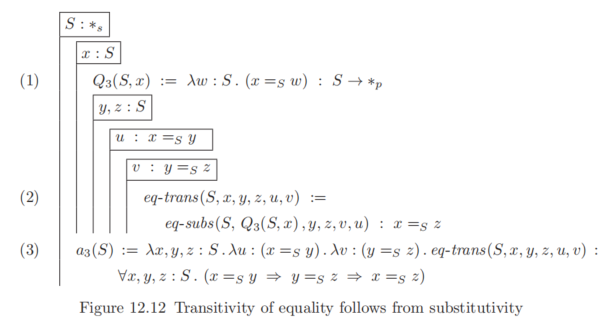 S : *ₛ
x : S
(1) Q₃(S, x) := λw : S . (x =ₛ w) : S → *ₚ
y, z : S
u : x =ₛ y
v : y =ₛ z
(2) eq-trans(S, x, y, z, u, v) :=
eq-subs(S, Q₃(S, x) , y, z, v, u) : x =ₛ z
(3) a₃(S) := λx, y, z : S . λu : (x =ₛ y) . λv : (y =ₛ z) . eq-trans(S, x, y, z, u, v) :
∀x, y, z : S . (x =ₛ y ⇒ y =ₛ z ⇒ x =ₛ z)
Figure 12.12 Transitivity of equality follows from substitutivity